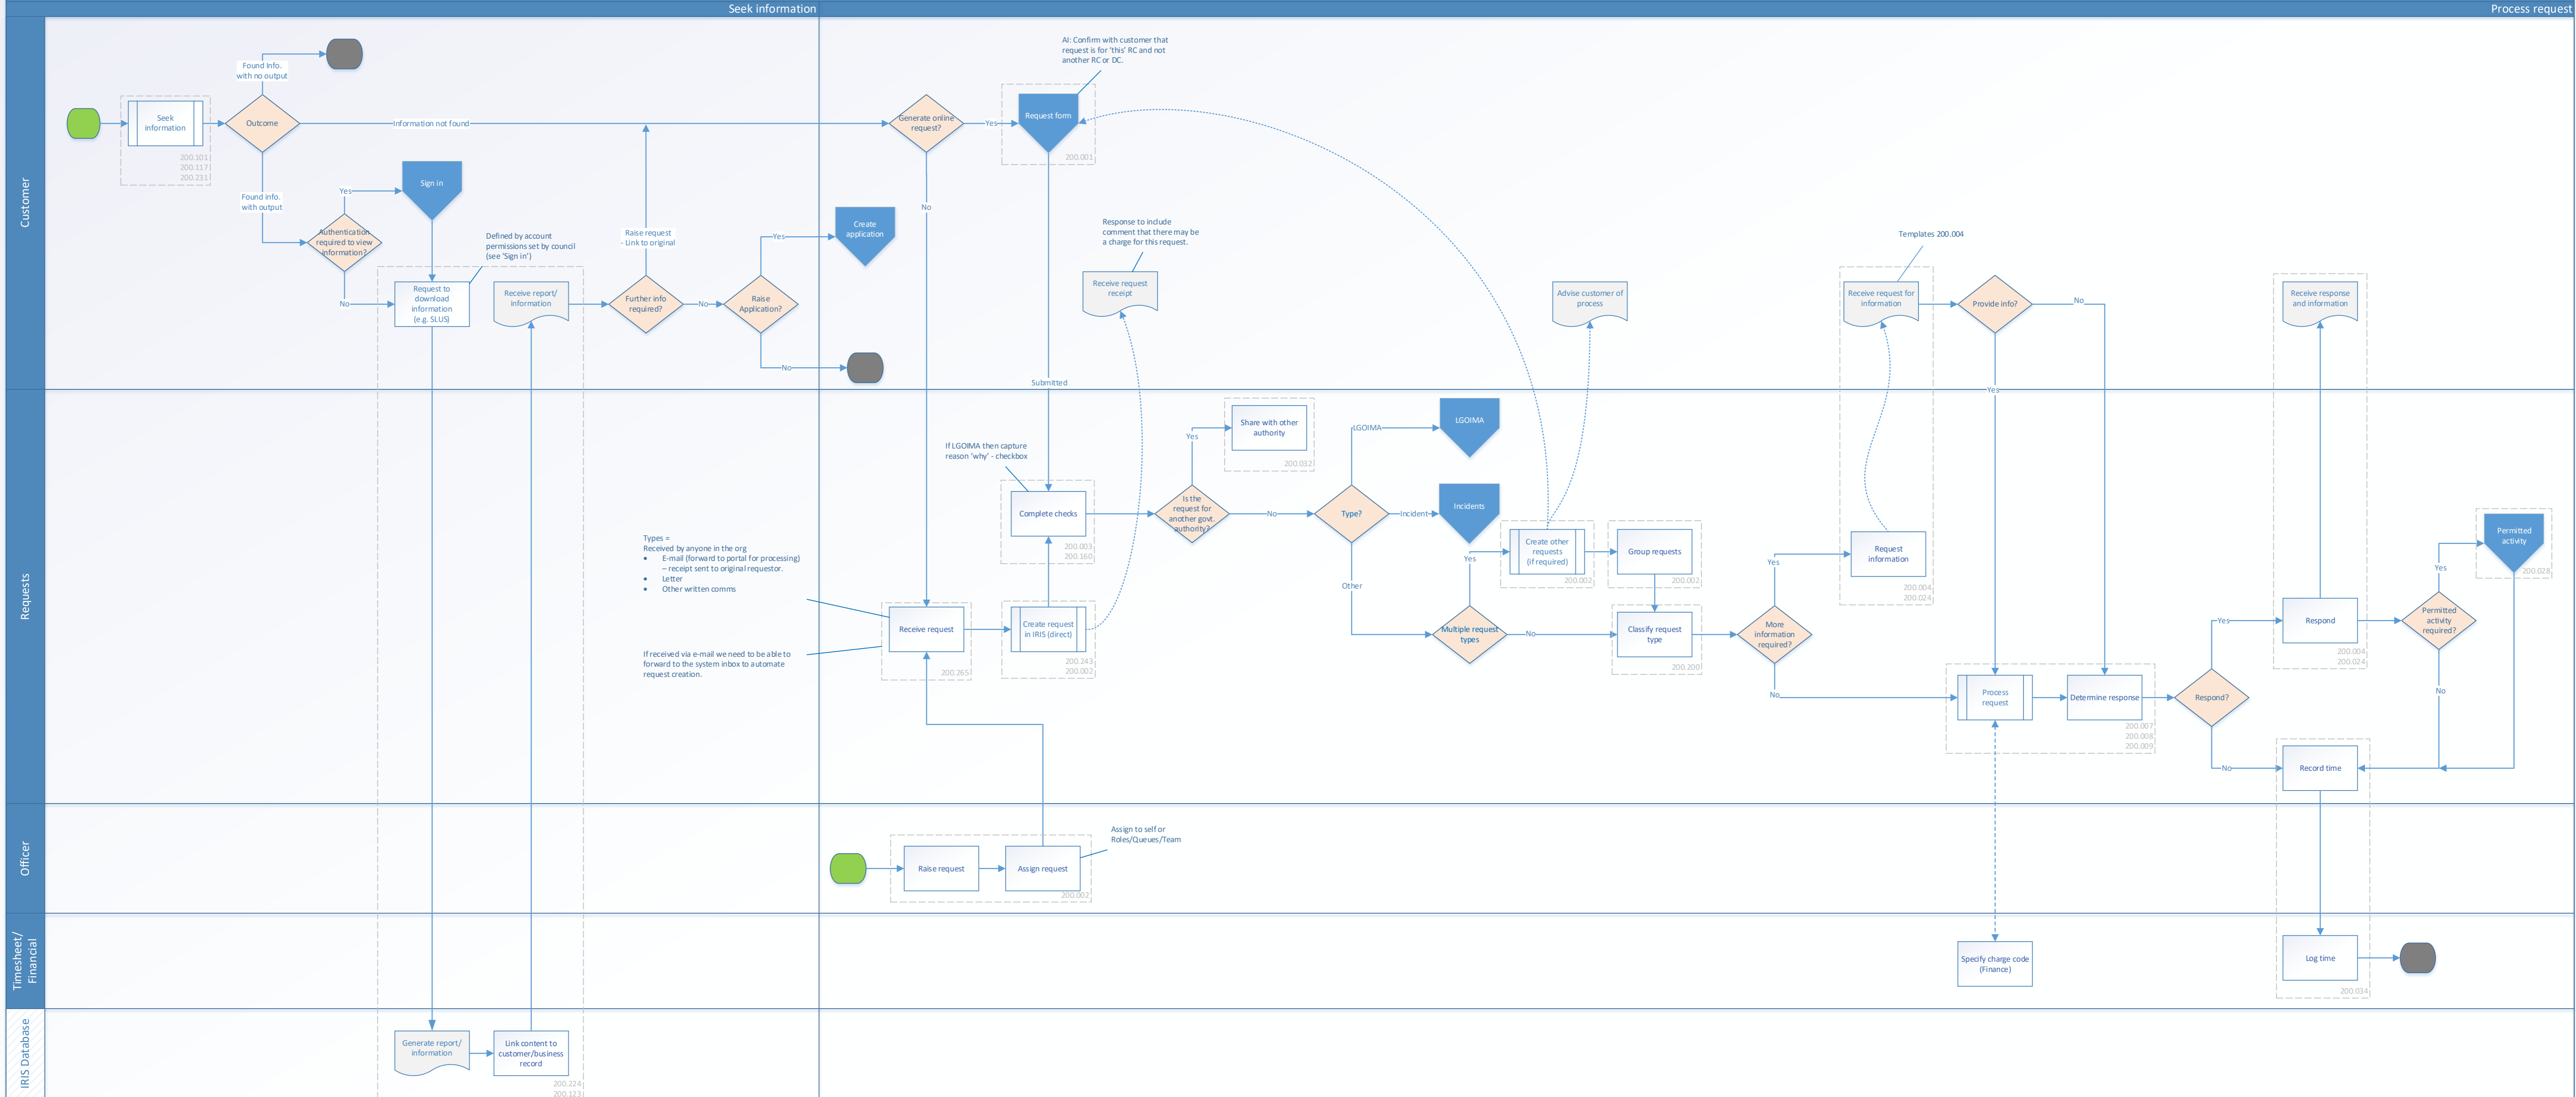 Seek information
Process request
Customer
Requests
Officer
Timesheet/
Financial
IRIS Database
Found Info.
with no output
Seek
information
200.101
200.117
200.231
Outcome
Information not found
Found info.
with output
Yes
Sign in
Authentication
required to view
information?
No
Defined by account
permissions set by council
(see 'Sign in')
Request to
download
information
(e.g. SLUS)
Receive report/
information
Raise request
- Link to original
Further info
required?
No
Raise
Application?
Yes
Create
application
No
Generate report/
information
Link content to
customer/business
record
200.224
200.123
Generate online
request?
Yes
No
AI: Confirm with customer that
request is for 'this' RC and not
another RC or DC.
Request form
200.001
Response to include
comment that there may be
a charge for this request.
Receive request
receipt
Submitted
If LGOIMA then capture
reason 'why' - checkbox
Complete checks
200.003
200.160
Types =
Received by anyone in the org
• E-mail (forward to portal for processing)
– receipt sent to original requestor.
• Letter
• Other written comms
If received via e-mail we need to be able to
forward to the system inbox to automate
request creation.
Receive request
200.265
Create request
in IRIS (direct)
200.243
200.002
Raise request
Assign request
200.002
Assign to self or
Roles/Queues/Team
Is the
request for
another govt.
authority?
Yes
Share with other
authority
200.032
No
Type?
LGOIMA
LGOIMA
Incident
Incidents
Other
Multiple request
types
Yes
No
Create other
requests
(if required)
200.002
Group requests
200.002
Classify request
type
200.200
Advise customer of
process
More
information
required?
Yes
No
Request
information
200.004
200.024
Templates 200.004
Receive request for
information
Provide info?
No
Yes
Process
request
Determine response
200.007
200.008
200.009
Specify charge code
(Finance)
Respond?
Yes
No
Receive response
and information
Respond
200.004
200.024
Permitted
activity
required?
Yes
No
Permitted
activity
200.028
Record time
Log time
200.034